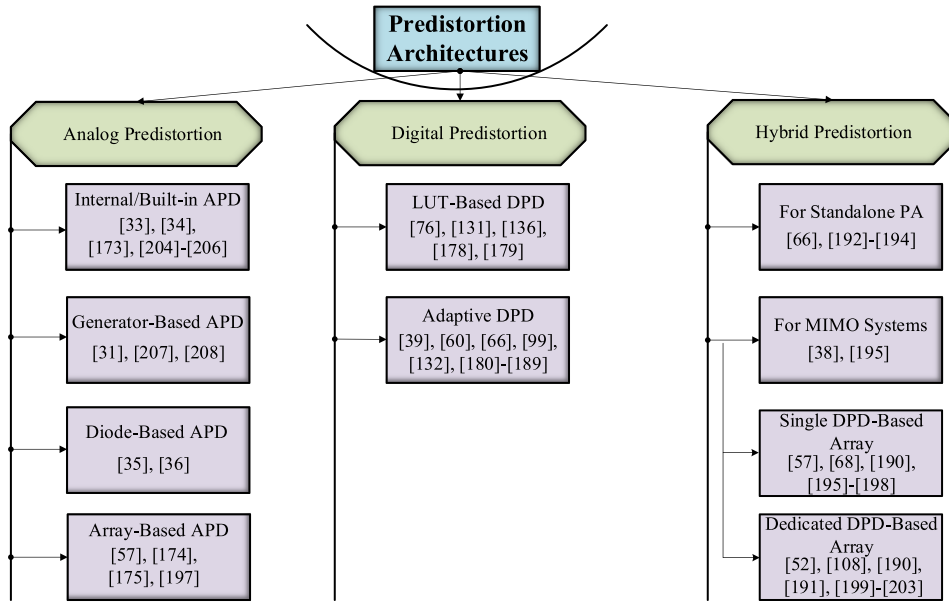 Predistortion
Architectures
Analog Predistortion
Internal/Built-in APD
[33], [34],
[173], [204]-[206]
Generator-Based APD
[31], [207], [208]
Diode-Based APD
[35], [36]
Array-Based APD
[57], [174],
[175], [197]
Digital Predistortion
LUT-Based DPD
[76], [131], [136],
[178], [179]
Adaptive DPD
[39], [60], [66], [99],
[132], [180]-[189]
Hybrid Predistortion
For Standalone PA
[66], [192]-[194]
For MIMO Systems
[38], [195]
Single DPD-Based
Array
[57], [68], [190],
[195]-[198]
Dedicated DPD-Based
Array
[52], [108], [190],
[191], [199]-[203]